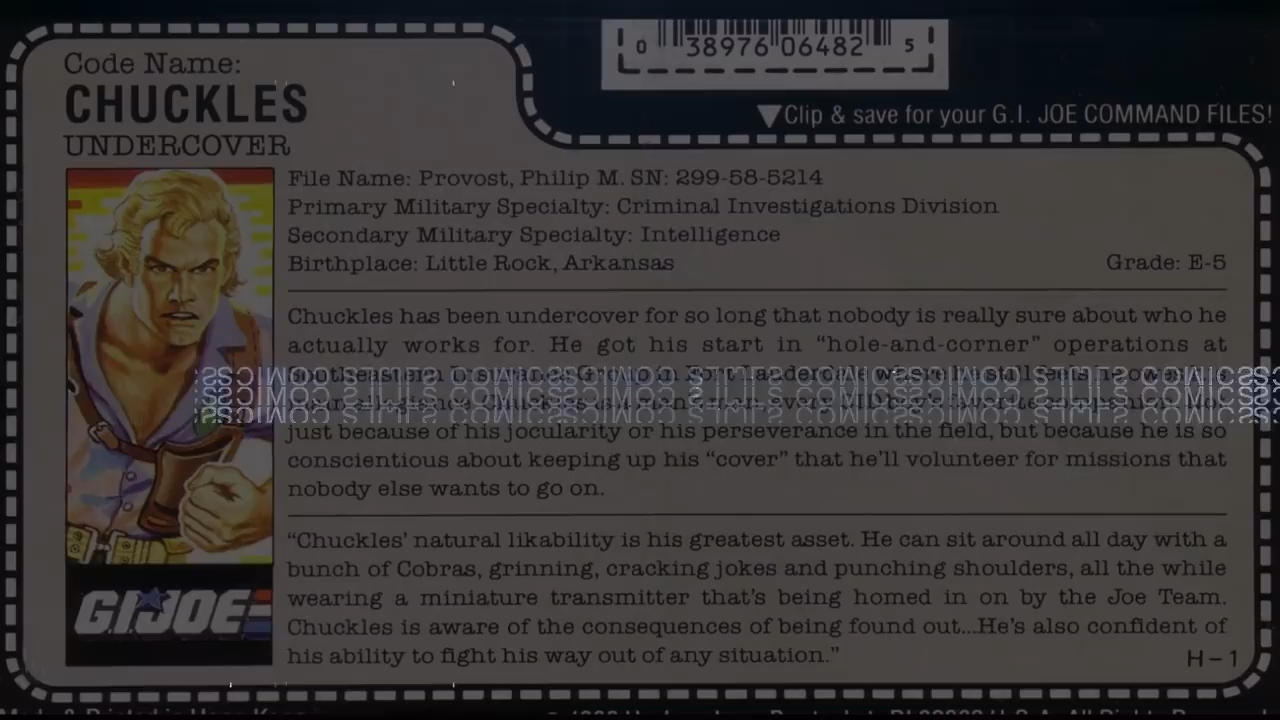 0 38976 06482 5
Code Name:
CHUCKLES
▼Clip & save for your G.I. JOE COMMAND FILES!
UNDERCOVER
File Name: Provost, Philip M. SN: 299-58-5214
Primary Military Specialty: Criminal Investigations Division
Secondary Military Specialty: Intelligence
Birthplace: Little Rock, Arkansas
Grade: E-5
Chuckles has been undercover for so long that nobody is really sure about who he
actually works for. He got his start in “hole-and-corner” operations at
just because of his jocularity or his perseverance in the field, but because he is so
conscientious about keeping up his “cover” that he’ll volunteer for missions that
nobody else wants to go on.
“Chuckles’ natural likability is his greatest asset. He can sit around all day with a
bunch of Cobras, grinning, cracking jokes and punching shoulders, all the while
wearing a miniature transmitter that’s being homed in on by the Joe Team.
Chuckles is aware of the consequences of being found out...He’s also confident of
his ability to fight his way out of any situation.”
G.I. JOE
H-1